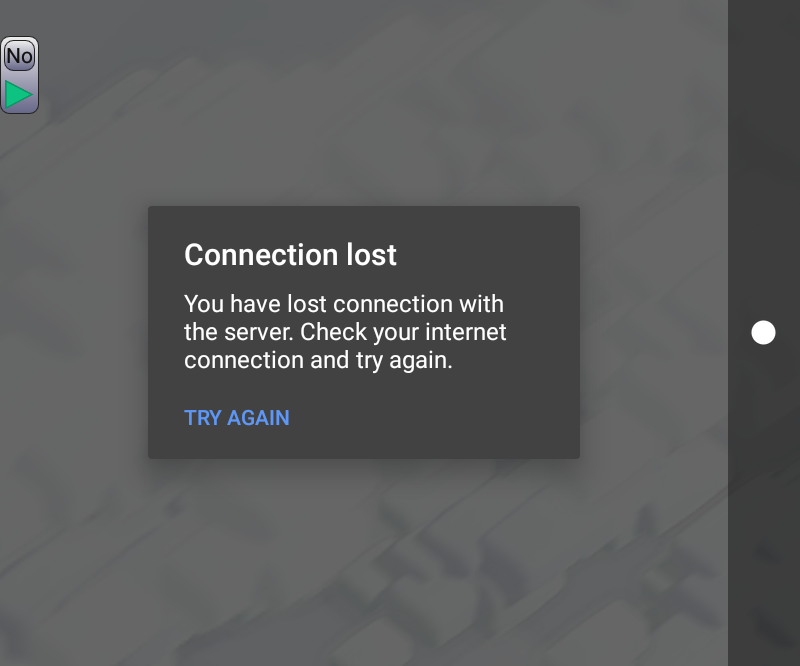 No
Connection lost
You have lost connection with
the server. Check your internet
connection and try again.
TRY AGAIN